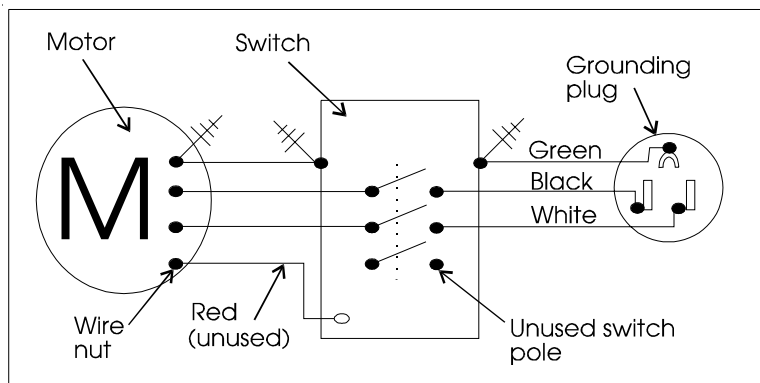 Motor
Switch
Grounding
plug
Green
Black
White
M
Wire
nut
Red
(unused)
Unused switch
pole